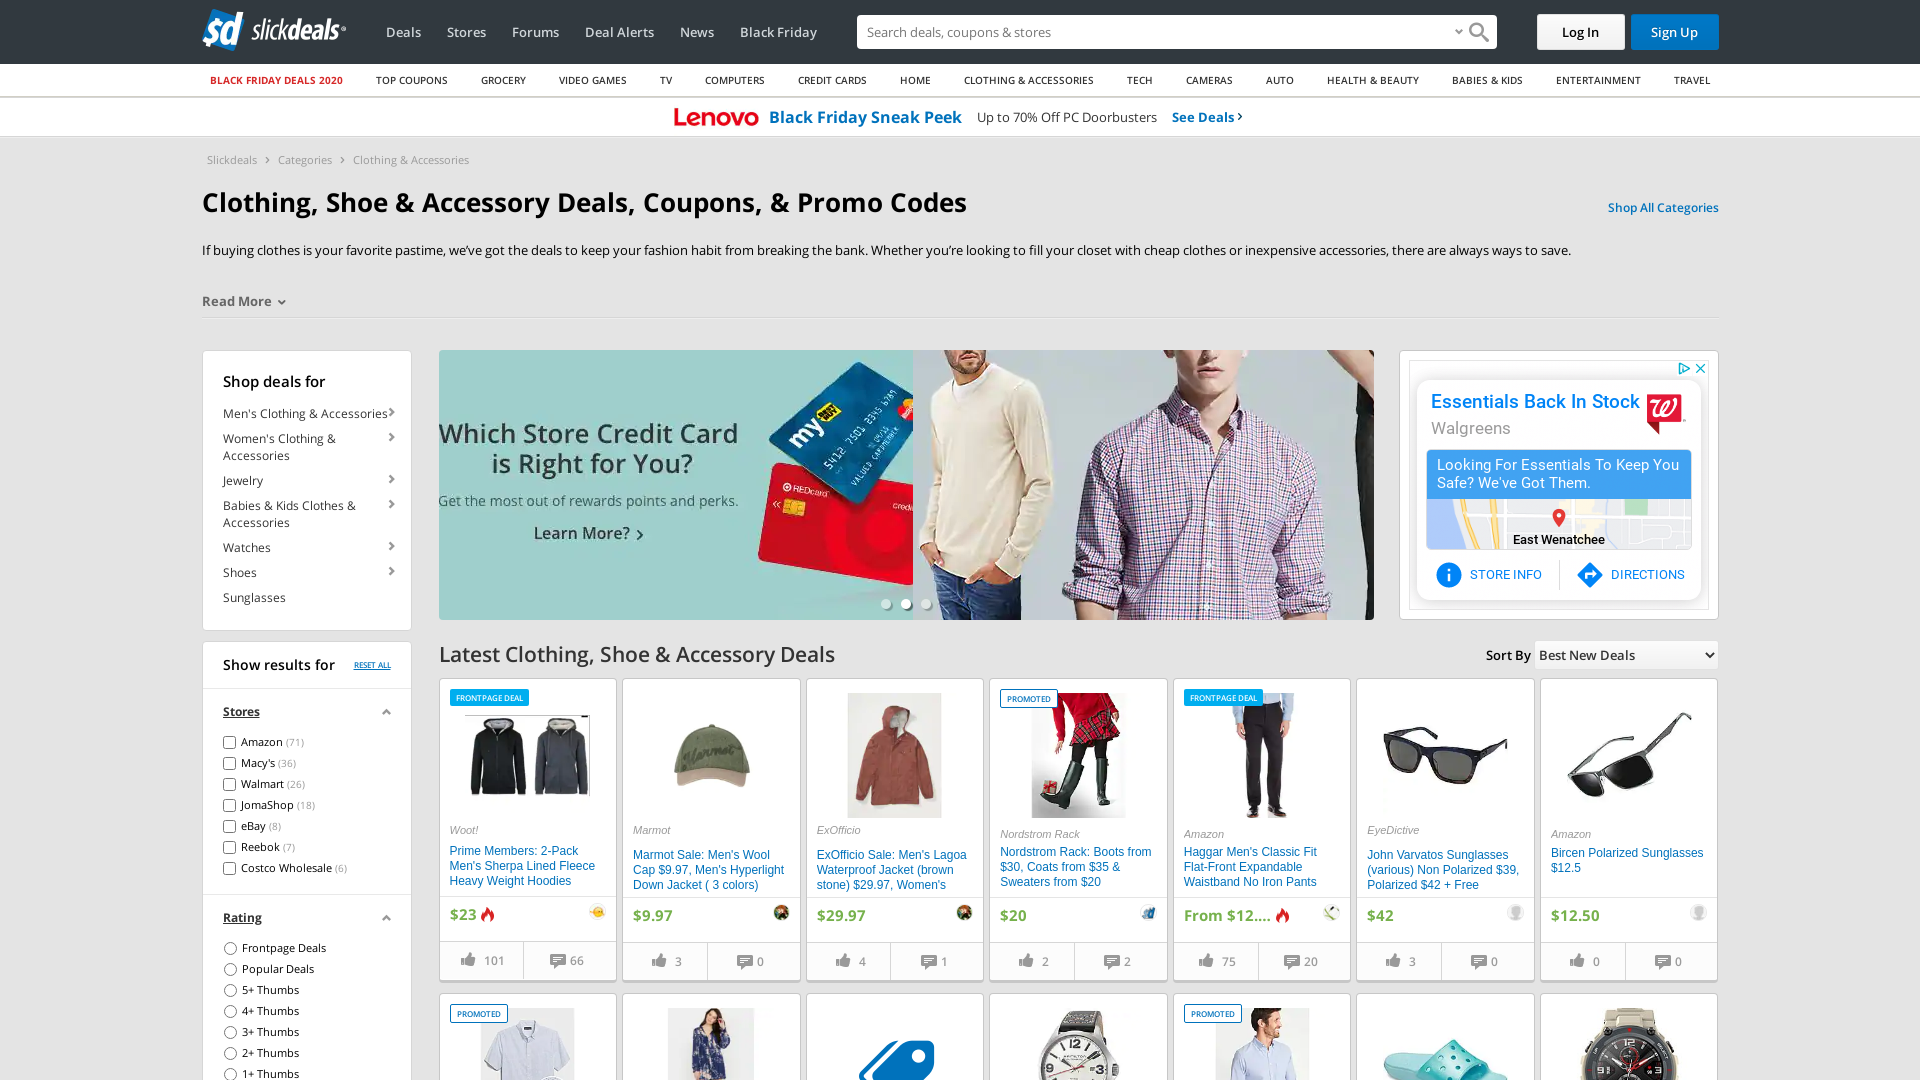 sd slickdeals
Deals
Stores
Forums
Deal Alerts
News
Black Friday
Search deals, coupons & stores
Log In
Sign Up
BLACK FRIDAY DEALS 2020
TOP COUPONS
GROCERY
VIDEO GAMES
TV
COMPUTERS
CREDIT CARDS
HOME
CLOTHING & ACCESSORIES
TECH
CAMERAS
AUTO
HEALTH & BEAUTY
BABIES & KIDS
ENTERTAINMENT
TRAVEL
Lenovo Black Friday Sneak Peek Up to 70% Off PC Doorbusters See Deals
Slickdeals > Categories > Clothing & Accessories
Clothing, Shoe & Accessory Deals, Coupons, & Promo Codes
Shop All Categories
If buying clothes is your favorite pastime, we’ve got the deals to keep your fashion habit from breaking the bank. Whether you’re looking to fill your closet with cheap clothes or inexpensive accessories, there are always ways to save.
Read More
Shop deals for
Men's Clothing & Accessories
Women's Clothing &
Accessories
Jewelry
Babies & Kids Clothes &
Accessories
Watches
Shoes
Sunglasses
Which Store Credit Card
is Right for You?
Get the most out of rewards points and perks.
Learn More?
my BEST BUY
5412 7501 2345 6789
VALUED CARDMEMBER
REDcard
Essentials Back In Stock
Walgreens
Looking For Essentials To Keep You
Safe? We've Got Them.
East Wenatchee
STORE INFO
DIRECTIONS
Show results for
RESET ALL
Stores
Amazon (71)
Macy's (36)
Walmart (26)
JomaShop (18)
eBay (8)
Reebok (7)
Costco Wholesale (6)
Rating
Frontpage Deals
Popular Deals
5+ Thumbs
4+ Thumbs
3+ Thumbs
2+ Thumbs
1+ Thumbs
Latest Clothing, Shoe & Accessory Deals
Sort By Best New Deals
FRONTPAGE DEAL
Woot!
Prime Members: 2-Pack
Men's Sherpa Lined Fleece
Heavy Weight Hoodies
$23
101
66
Marmot
Marmot Sale: Men's Wool
Cap $9.97, Men's Hyperlight
Down Jacket ( 3 colors)
$9.97
3
0
ExOfficio
ExOfficio Sale: Men's Lagoa
Waterproof Jacket (brown
stone) $29.97, Women's
$29.97
4
1
PROMOTED
Nordstrom Rack
Nordstrom Rack: Boots from
$30, Coats from $35 &
Sweaters from $20
$20
2
2
FRONTPAGE DEAL
Amazon
Haggar Men's Classic Fit
Flat-Front Expandable
Waistband No Iron Pants
From $12....
75
20
EyeDictive
John Varvatos Sunglasses
(various) Non Polarized $39,
Polarized $42 + Free
$42
3
0
Amazon
Bircen Polarized Sunglasses
$12.5
$12.50
0
0
PROMOTED
PROMOTED